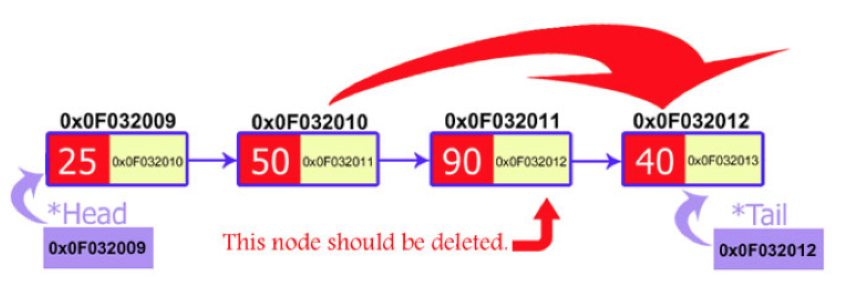 0x0F032009 0x0F032010 0x0F032011 0x0F032012
25 0x0F032010 50 0x0F032011 90 0x0F032012 40 0x0F032013
*Head *Tail
0x0F032009 This node should be deleted. 0x0F032012